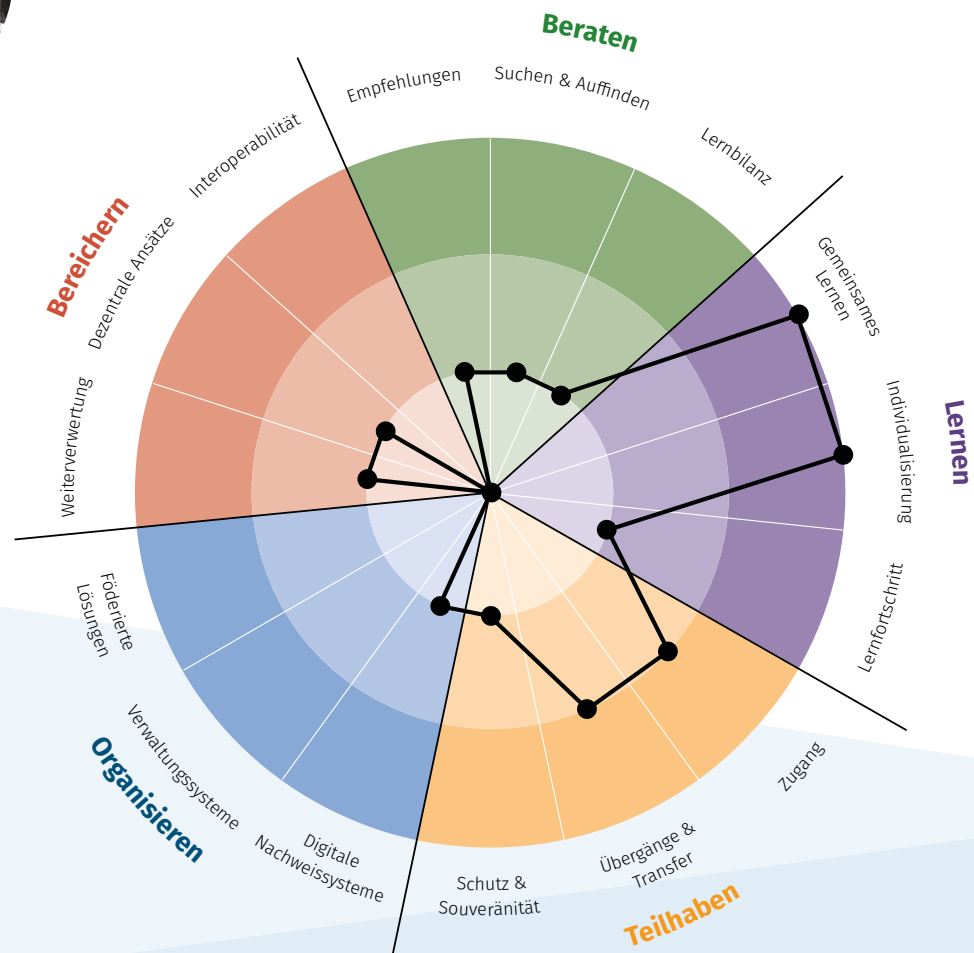 Beraten
Empfehlungen
Suchen & Auffinden
Lernbilanz
Lernen
Gemeinsames
Lernen
Individualisierung
Lernfortschritt
Teilhaben
Zugang
Übergänge &
Transfer
Schutz &
Souveränität
Organisieren
Digitale
Nachweissysteme
Verwaltungssysteme
Föderierte
Lösungen
Bereichern
Weiterverwertung
Dezentrale Ansätze
Interoperabilität